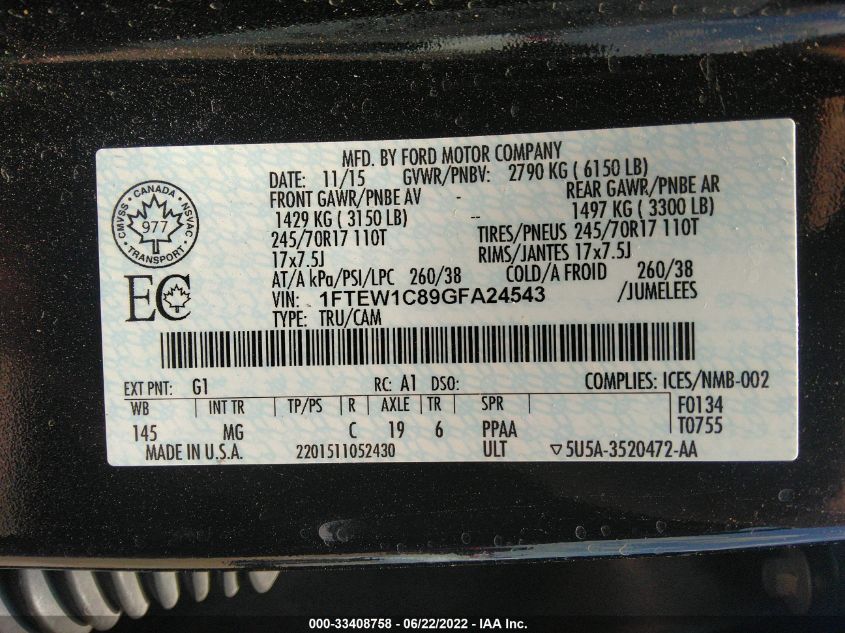 MFD. BY FORD MOTOR COMPANY
DATE: 11/15 GVWR/PNBV: 2790 KG ( 6150 LB)
FRONT GAWR/PNBE AV REAR GAWR/PNBE AR
1429 KG ( 3150 LB) -- 1497 KG ( 3300 LB)
245/70R17 110T TIRES/PNEUS 245/70R17 110T
17x7.5J RIMS/JANTES 17x7.5J
AT/A kPa/PSI/LPC 260/38 COLD/A FROID 260/38
VIN: 1FTEW1C89GFA24543 /JUMELEES
TYPE: TRU/CAM
CANADA
CMVSS NSVAC
977
TRANSPORT
EC
EXT PNT: G1 RC: A1 DSO: COMPLIES: ICES/NMB-002
WB INT TR TP/PS R AXLE TR SPR F0134
145 MG C 19 6 PPAA T0755
MADE IN U.S.A. 2201511052430 ULT ▽5U5A-3520472-AA
000-33408758 - 06/22/2022 - IAA Inc.